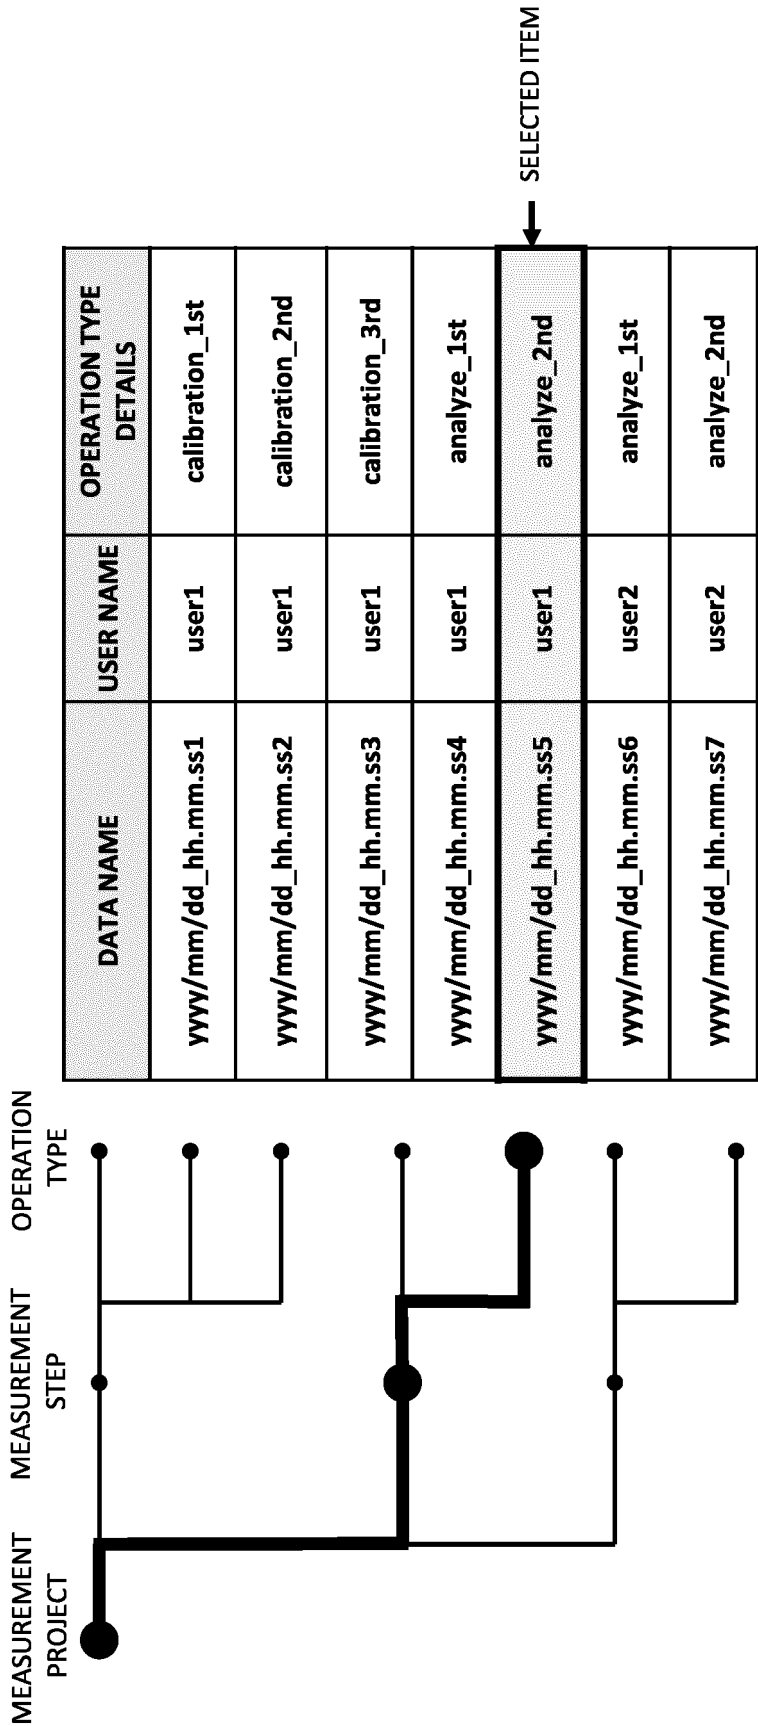 MEASUREMENT
PROJECT
MEASUREMENT
STEP
OPERATION
TYPE
DATA NAME
USER NAME
OPERATION TYPE
DETAILS
yyyy/mm/dd_hh.mm.ss1
user1
calibration_1st
yyyy/mm/dd_hh.mm.ss2
user1
calibration_2nd
yyyy/mm/dd_hh.mm.ss3
user1
calibration_3rd
yyyy/mm/dd_hh.mm.ss4
user1
analyze_1st
yyyy/mm/dd_hh.mm.ss5
user1
analyze_2nd
SELECTED ITEM
yyyy/mm/dd_hh.mm.ss6
user2
analyze_1st
yyyy/mm/dd_hh.mm.ss7
user2
analyze_2nd